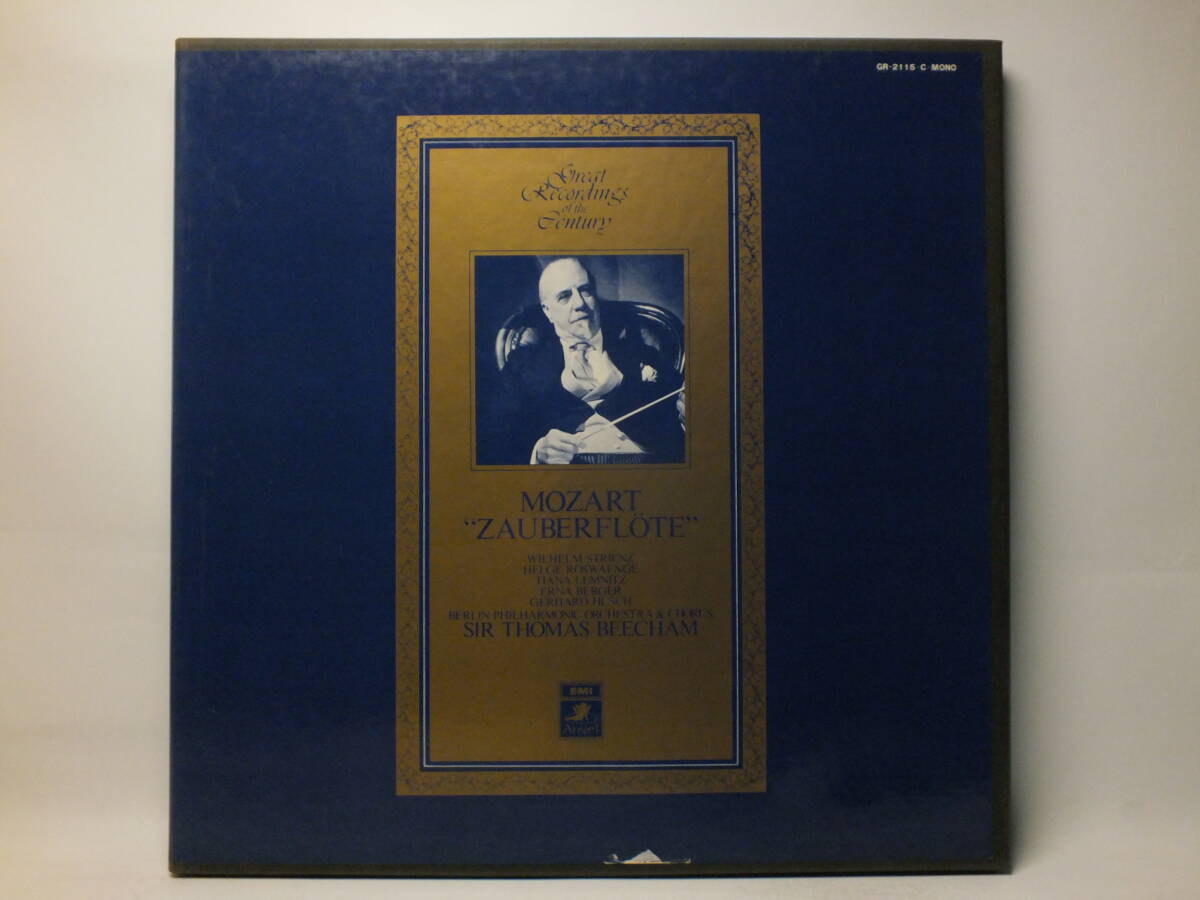 GR-2115・C・MONO
Great
Recordings
of the
Century
MOZART
“ZAUBERFLÖTE”
WILHELM STRIENZ
HELGE ROSWAENGE
TIANA LEMNITZ
ERNA BERGER
GERHARD HÜSCH
BERLIN PHILHARMONIC ORCHESTRA & CHORUS
SIR THOMAS BEECHAM
EMI
Angel